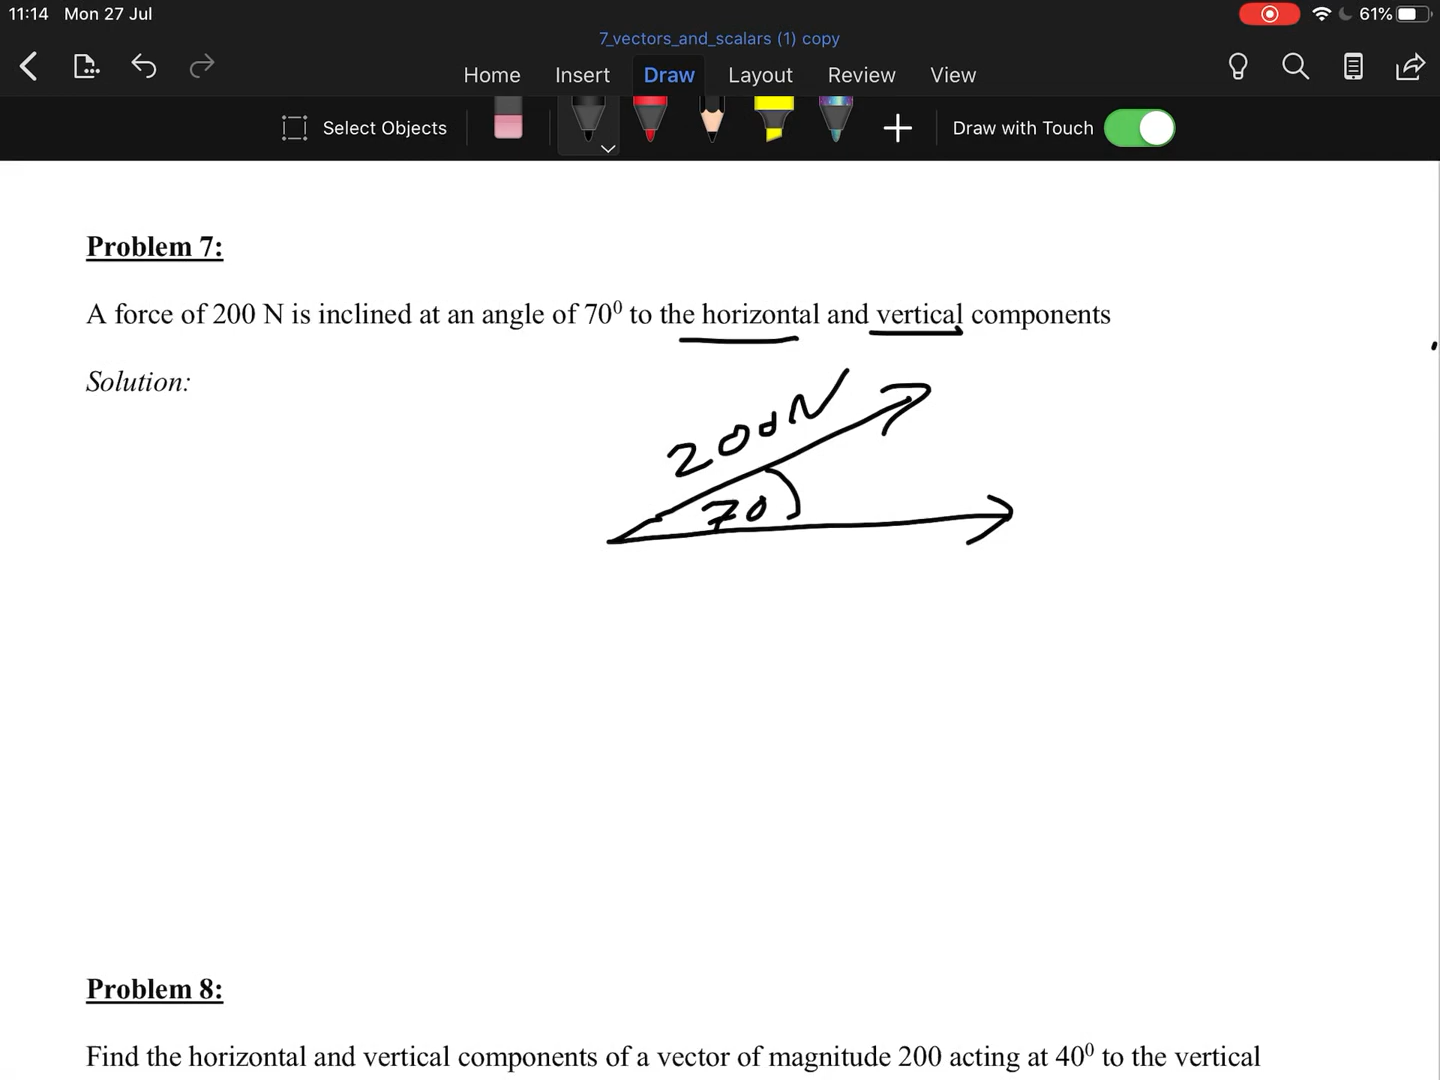 11:14 Mon 27 Jul
61%
7_vectors_and_scalars (1) copy
Home Insert Draw Layout Review View
Select Objects
Draw with Touch
Problem 7:
A force of 200 N is inclined at an angle of 70⁰ to the horizontal and vertical components
Solution:
200N
70
Problem 8:
Find the horizontal and vertical components of a vector of magnitude 200 acting at 40⁰ to the vertical